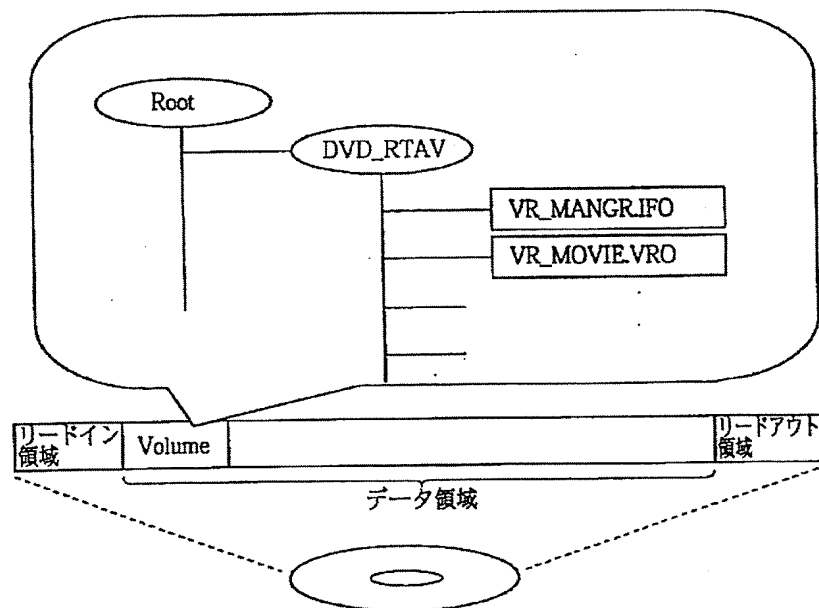 Root
DVD_RTAV
VR_MANGR.IFO
VR_MOVIE.VRO
リードイン
領域
Volume
リードアウト
領域
データ領域